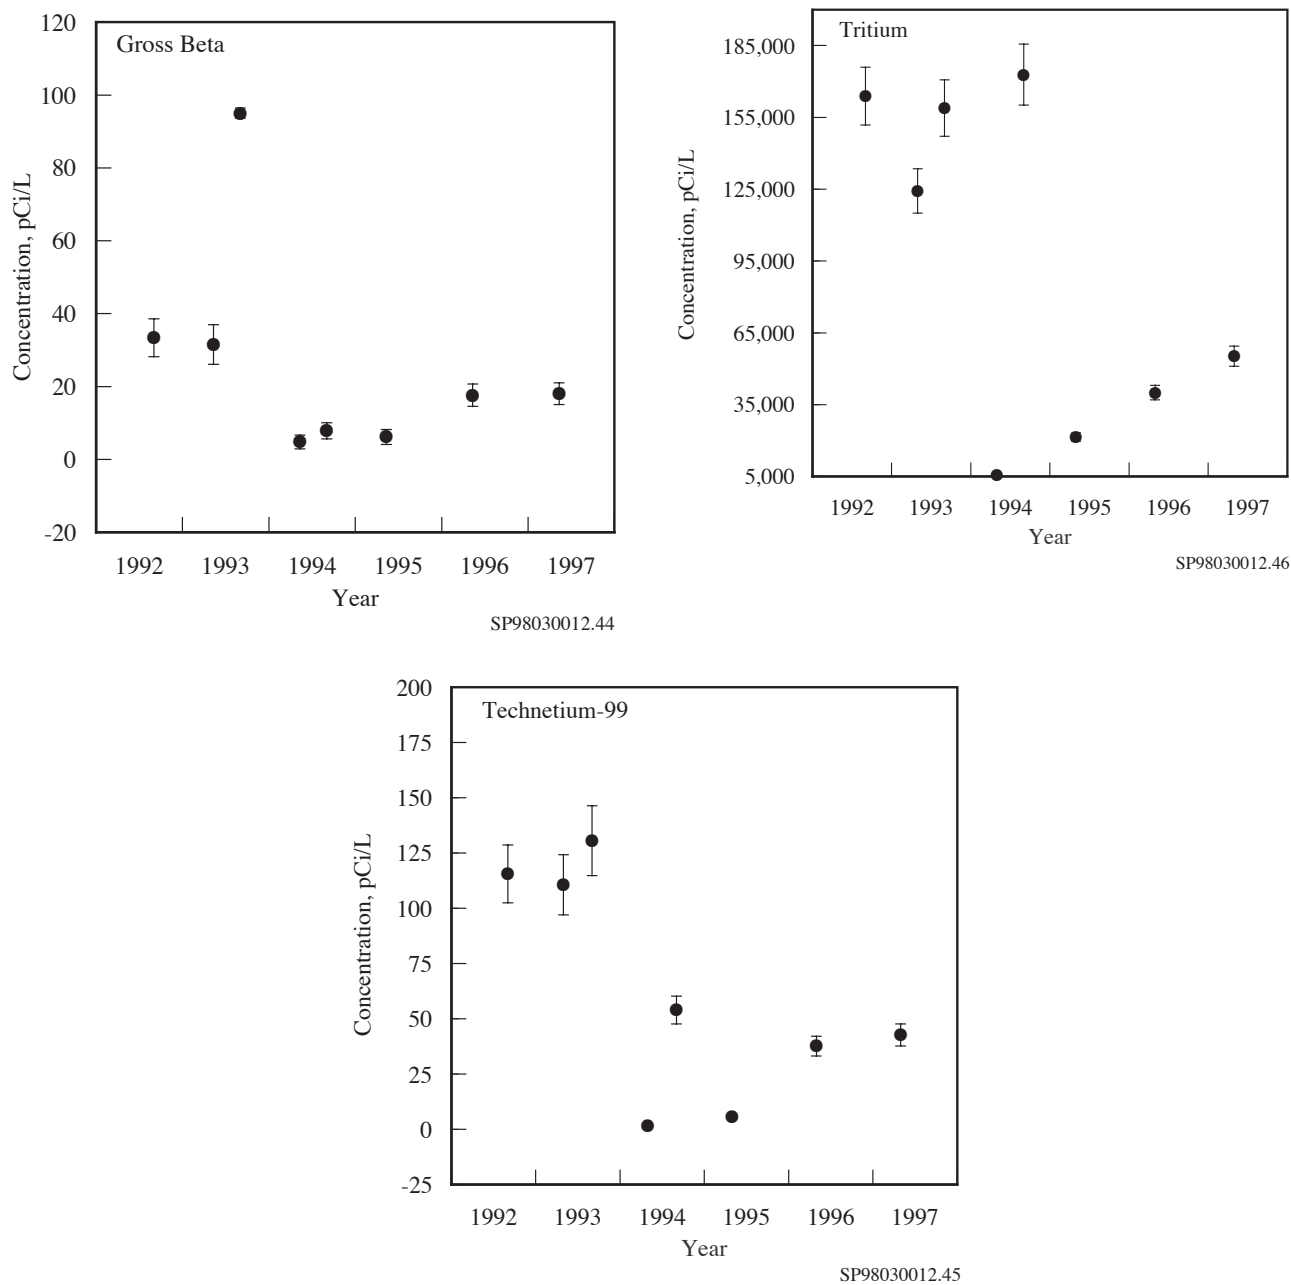 Gross Beta
120
100
80
60
40
20
0
-20
Concentration, pCi/L
1992 1993 1994 1995 1996 1997
Year
SP98030012.44
Tritium
185,000
155,000
125,000
95,000
65,000
35,000
5,000
Concentration, pCi/L
1992 1993 1994 1995 1996 1997
Year
SP98030012.46
Technetium-99
200
175
150
125
100
75
50
25
0
-25
Concentration, pCi/L
1992 1993 1994 1995 1996 1997
Year
SP98030012.45